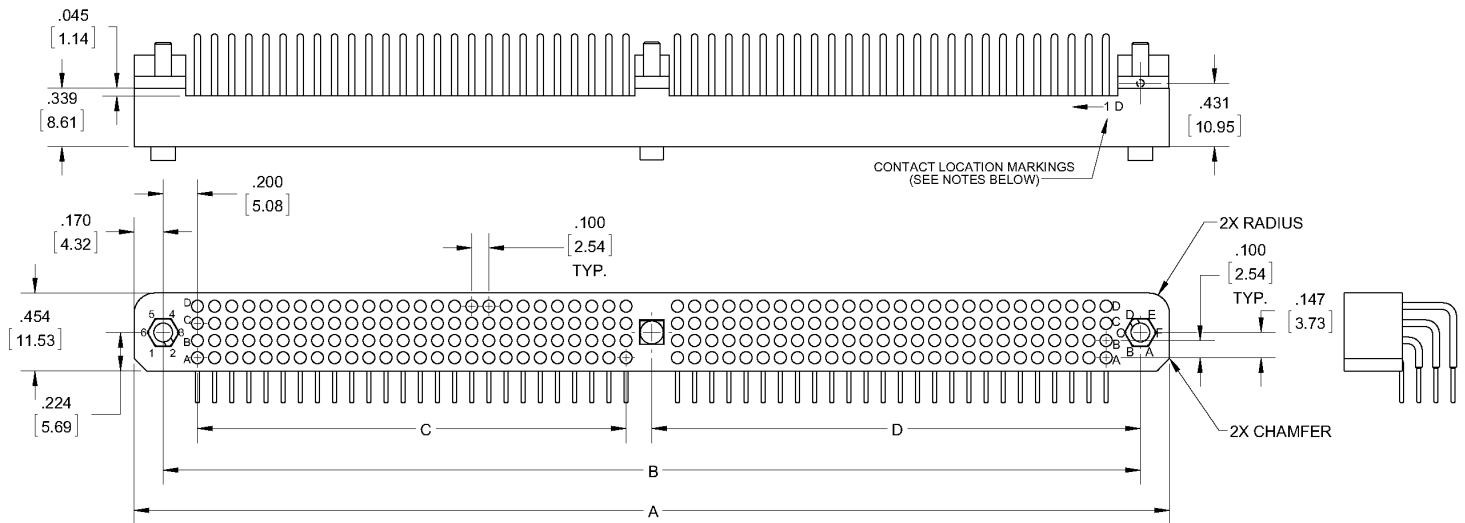 .045
[1.14]
.339
[8.61]
1 D
.431
[10.95]
CONTACT LOCATION MARKINGS
(SEE NOTES BELOW)
.200
[5.08]
.170
[4.32]
.100
[2.54]
TYP.
2X RADIUS
.100
[2.54]
TYP.
.147
[3.73]
.454
[11.53]
D
C
B
A
5 4
6 3
1 2
D
C
B
A
D E
C F
B A
.224
[5.69]
C
D
2X CHAMFER
B
A